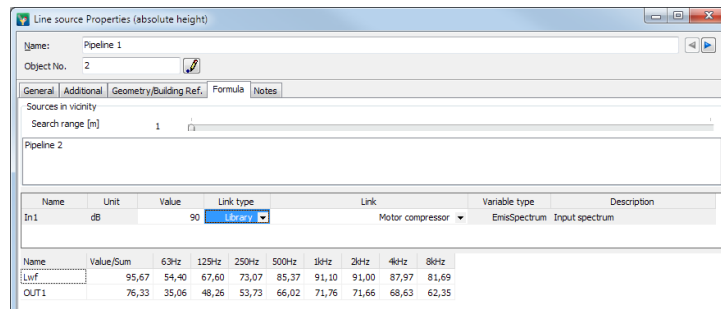 Line source Properties (absolute height)
Name: Pipeline 1
Object No. 2
General Additional Geometry/Building Ref. Formula Notes
Sources in vicinity
Search range [m] 1
Pipeline 2
Name Unit Value Link type Link Variable type Description
In1 dB 90 Library Motor compressor EmisSpectrum Input spectrum
Name Value/Sum 63Hz 125Hz 250Hz 500Hz 1kHz 2kHz 4kHz 8kHz
Lwf 95,67 54,40 67,60 73,07 85,37 91,10 91,00 87,97 81,69
OUT1 76,33 35,06 48,26 53,73 66,02 71,76 71,66 68,63 62,35